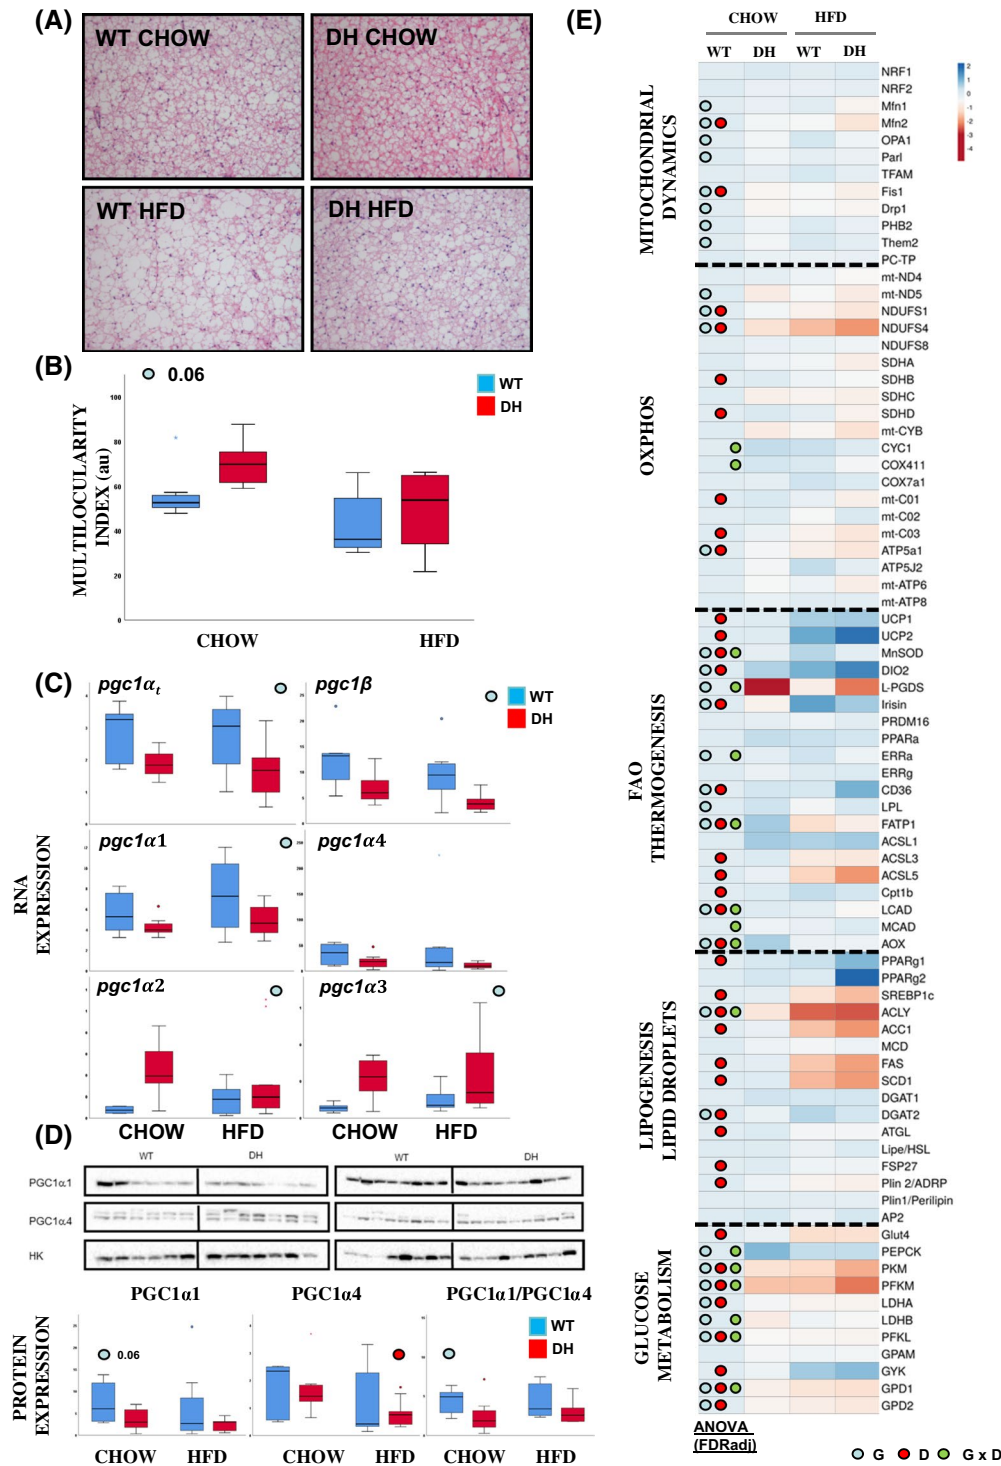 (A)
WT CHOW
DH CHOW
WT HFD
DH HFD
(B)
0.06
WT
DH
MULTILOCULARITY
INDEX (au)
100
80
60
40
20
0
CHOW
HFD
(C)
pgc1αt
pgc1β
WT
DH
pgc1α1
pgc1α4
RNA
EXPRESSION
pgc1α2
pgc1α3
CHOW
HFD
CHOW
HFD
(D)
WT
DH
WT
DH
PGC1α1
PGC1α4
HK
PGC1α1
PGC1α4
PGC1α1/PGC1α4
PROTEIN
EXPRESSION
0.06
WT
DH
CHOW
HFD
CHOW
HFD
CHOW
HFD
(E)
CHOW
HFD
WT
DH
WT
DH
2
1
0
-1
-2
-3
-4
MITOCHONDRIAL
DYNAMICS
NRF1
NRF2
Mfn1
Mfn2
OPA1
Parl
TFAM
Fis1
Drp1
PHB2
Them2
PC-TP
OXPHOS
mt-ND4
mt-ND5
NDUFS1
NDUFS4
NDUFS8
SDHA
SDHB
SDHC
SDHD
mt-CYB
CYC1
COX411
COX7a1
mt-C01
mt-C02
mt-C03
ATP5a1
ATP5J2
mt-ATP6
mt-ATP8
FAO
THERMOGENESIS
UCP1
UCP2
MnSOD
DIO2
L-PGDS
Irisin
PRDM16
PPARa
ERRa
ERRg
CD36
LPL
FATP1
ACSL1
ACSL3
ACSL5
Cpt1b
LCAD
MCAD
AOX
LIPOGENESIS
LIPID DROPLETS
PPARg1
PPARg2
SREBP1c
ACLY
ACC1
MCD
FAS
SCD1
DGAT1
DGAT2
ATGL
Lipe/HSL
FSP27
Plin 2/ADRP
Plin1/Perilipin
AP2
GLUCOSE
METABOLISM
Glut4
PEPCK
PKM
PFKM
LDHA
LDHB
PFKL
GPAM
GYK
GPD1
GPD2
ANOVA
(FDRadj)
G D G x D